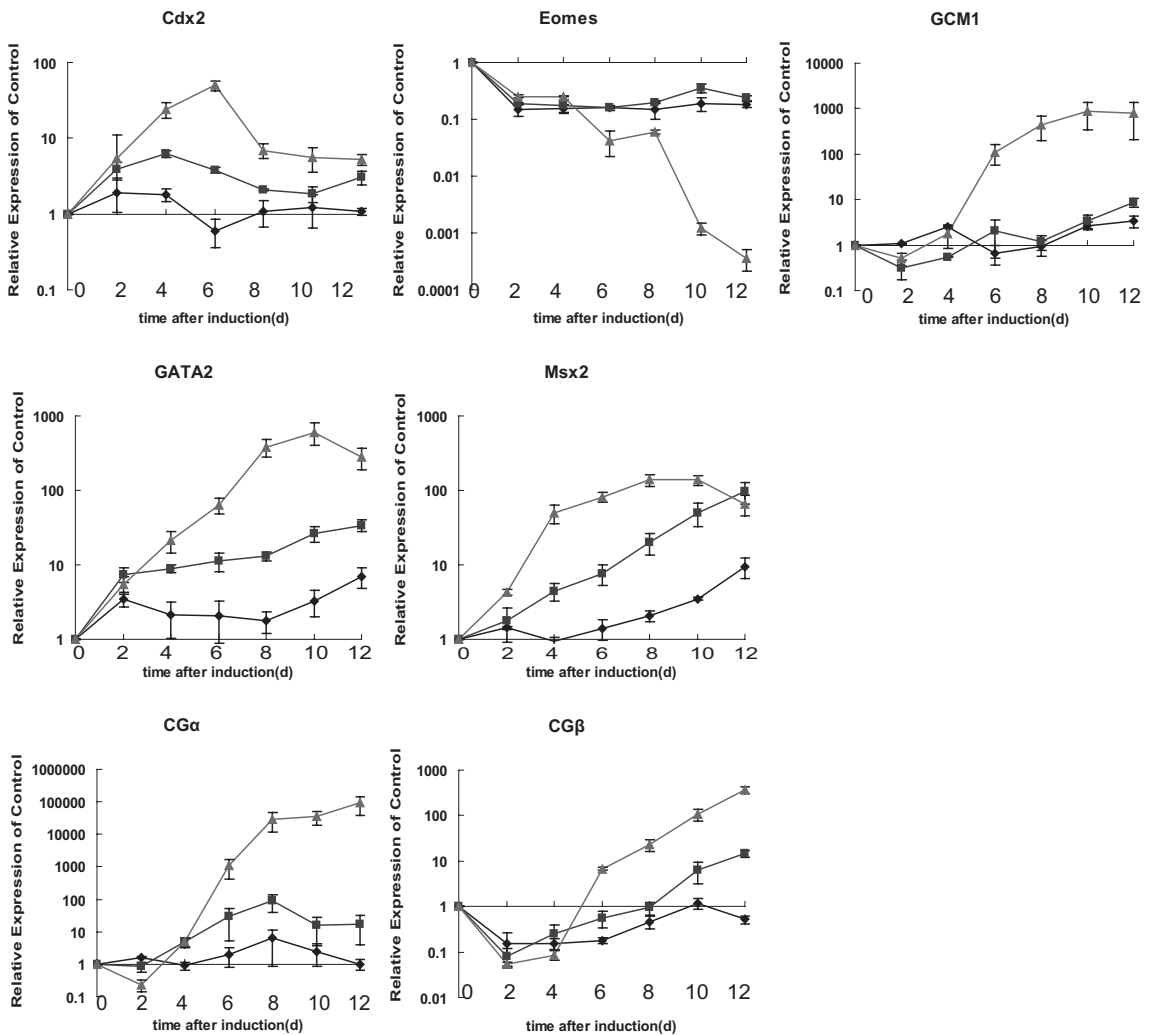 Cdx2
Relative Expression of Control
100
10
1
0.1
0 2 4 6 8 10 12
time after induction(d)
Eomes
Relative Expression of Control
1
0.1
0.01
0.001
0.0001
0 2 4 6 8 10 12
time after induction(d)
GCM1
Relative Expression of Control
10000
1000
100
10
1
0.1
0 2 4 6 8 10 12
time after induction(d)
GATA2
Relative Expression of Control
1000
100
10
1
0 2 4 6 8 10 12
time after induction(d)
Msx2
Relative Expression of Control
1000
100
10
1
0 2 4 6 8 10 12
time after induction(d)
CGα
Relative Expression of Control
1000000
100000
10000
1000
100
10
1
0.1
0 2 4 6 8 10 12
time after induction(d)
CGβ
Relative Expression of Control
1000
100
10
1
0.1
0.01
0 2 4 6 8 10 12
time after induction(d)